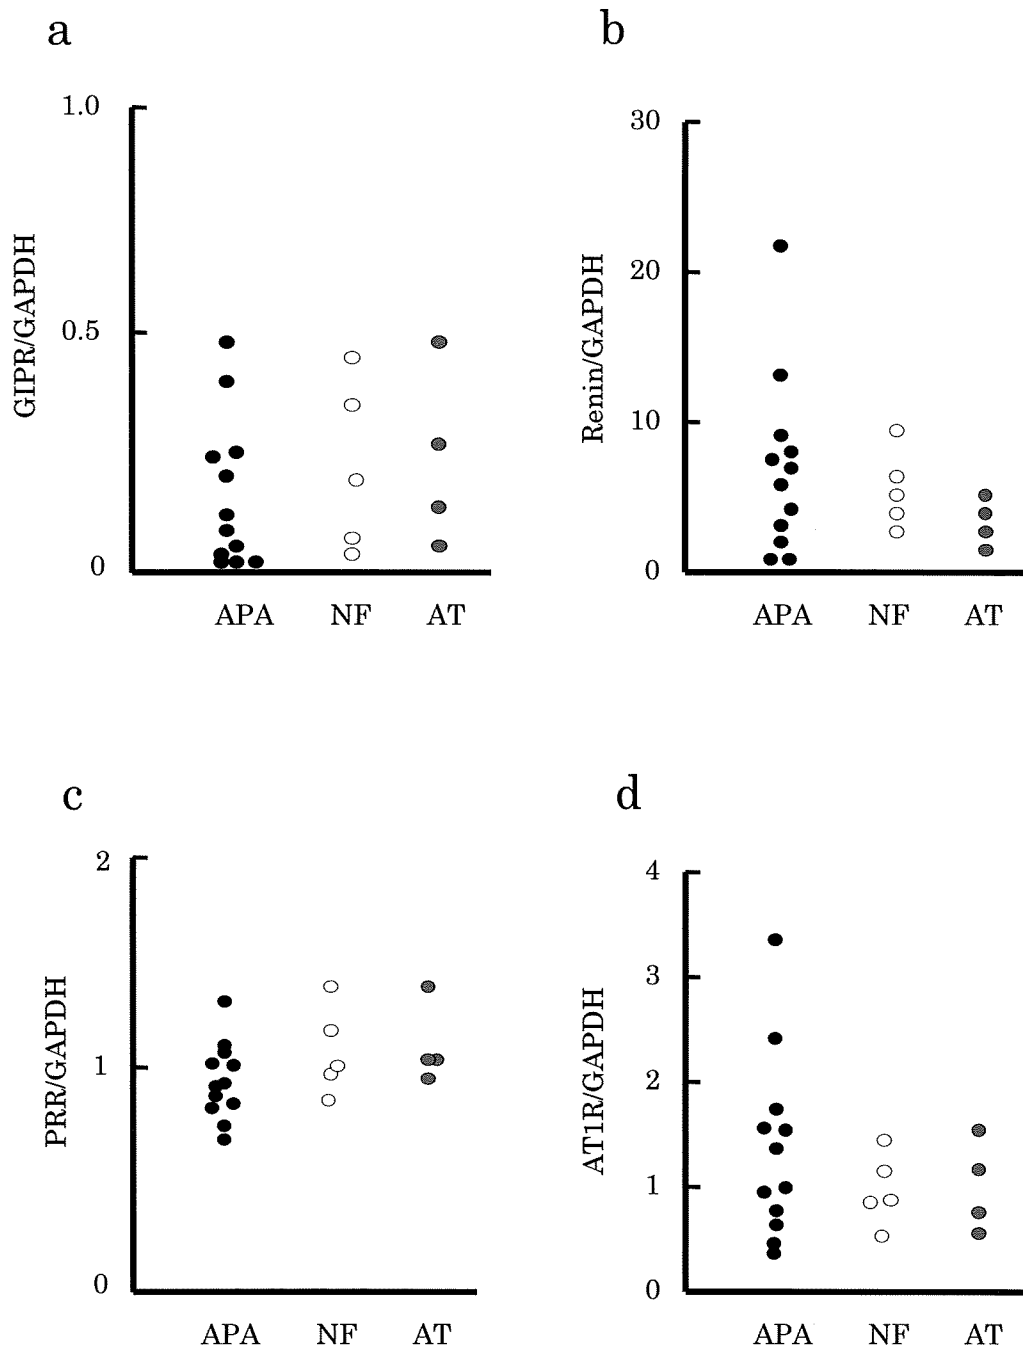 a
1.0
0.5
0
GIPR/GAPDH
APA NF AT
b
30
20
10
0
Renin/GAPDH
APA NF AT
c
2
1
0
PRR/GAPDH
APA NF AT
d
4
3
2
1
0
AT1R/GAPDH
APA NF AT